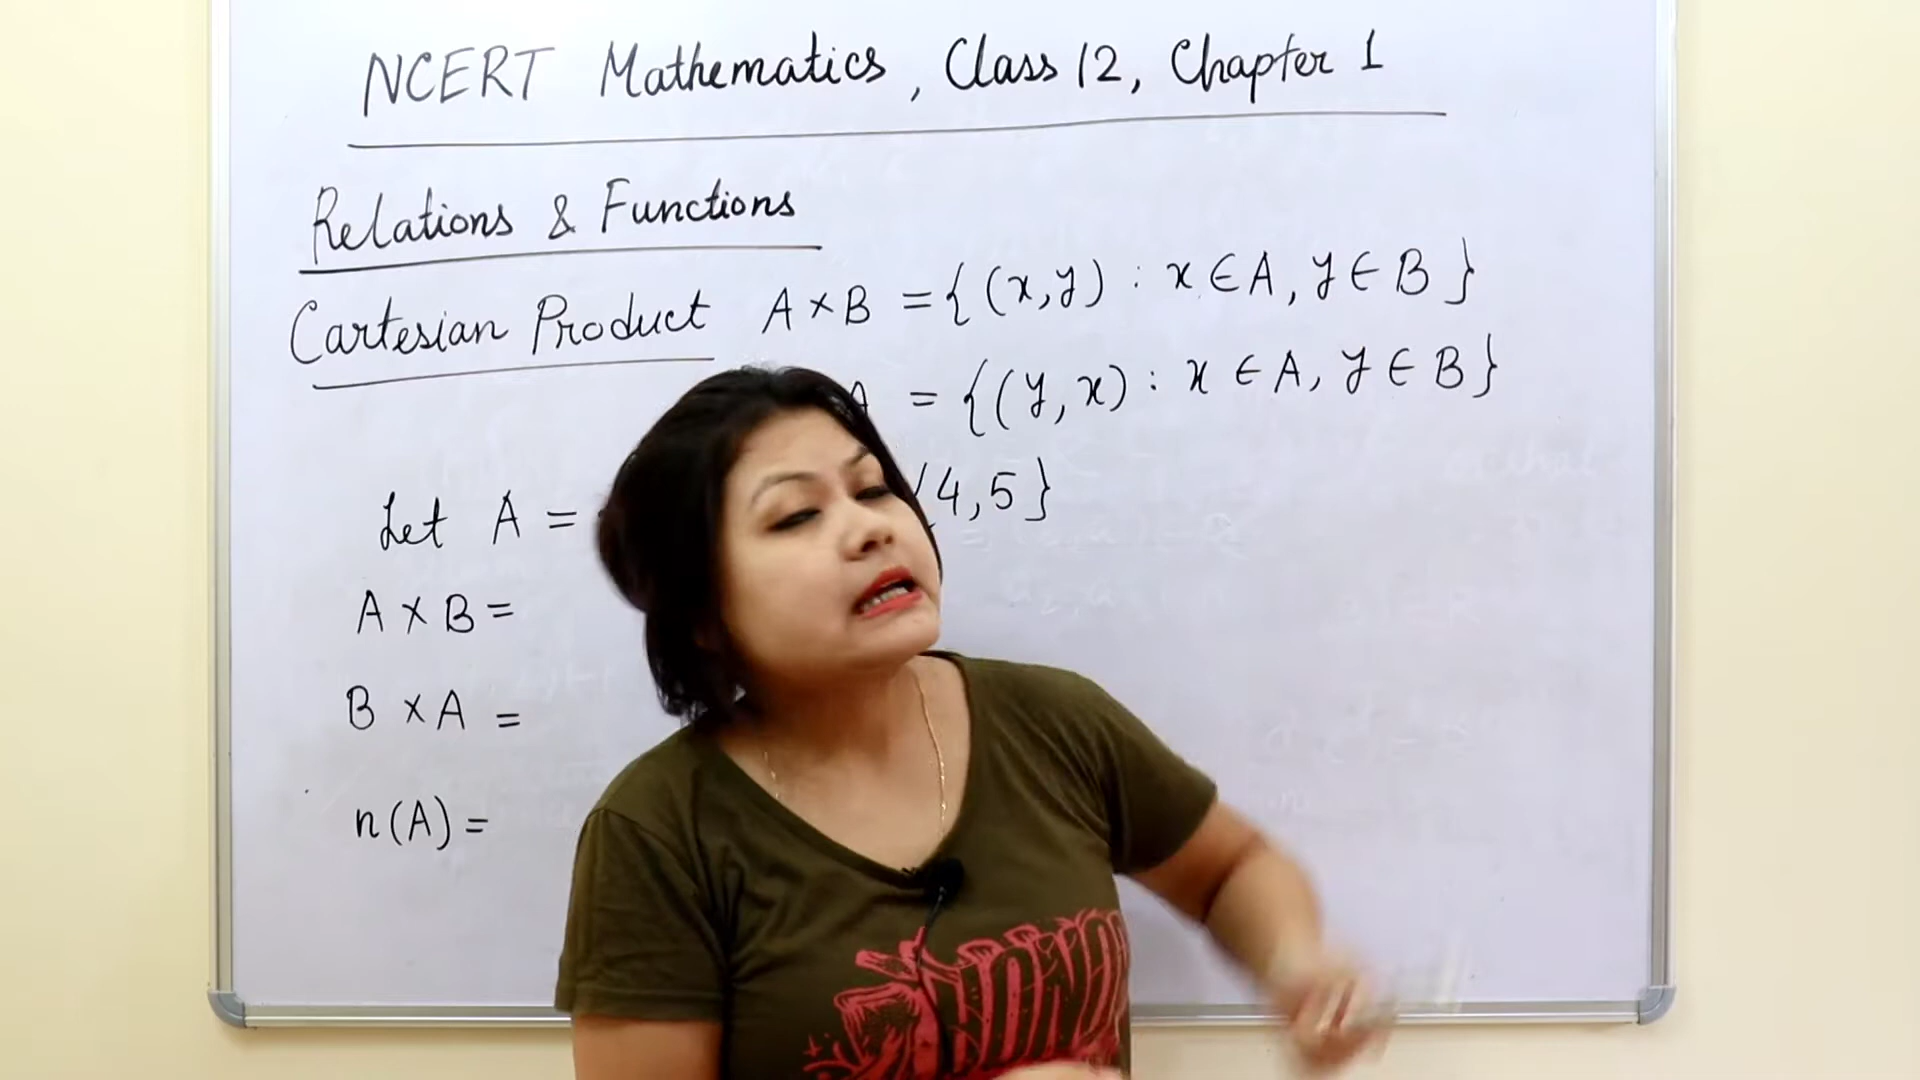 NCERT Mathematics, Class 12, Chapter 1
Relations & Functions
Cartesian Product A × B = { (x, y) : x ∈ A, y ∈ B }
A = {(y, x) : x ∈ A, y ∈ B}
Let A = {4, 5}
A × B =
B × A =
n(A) =